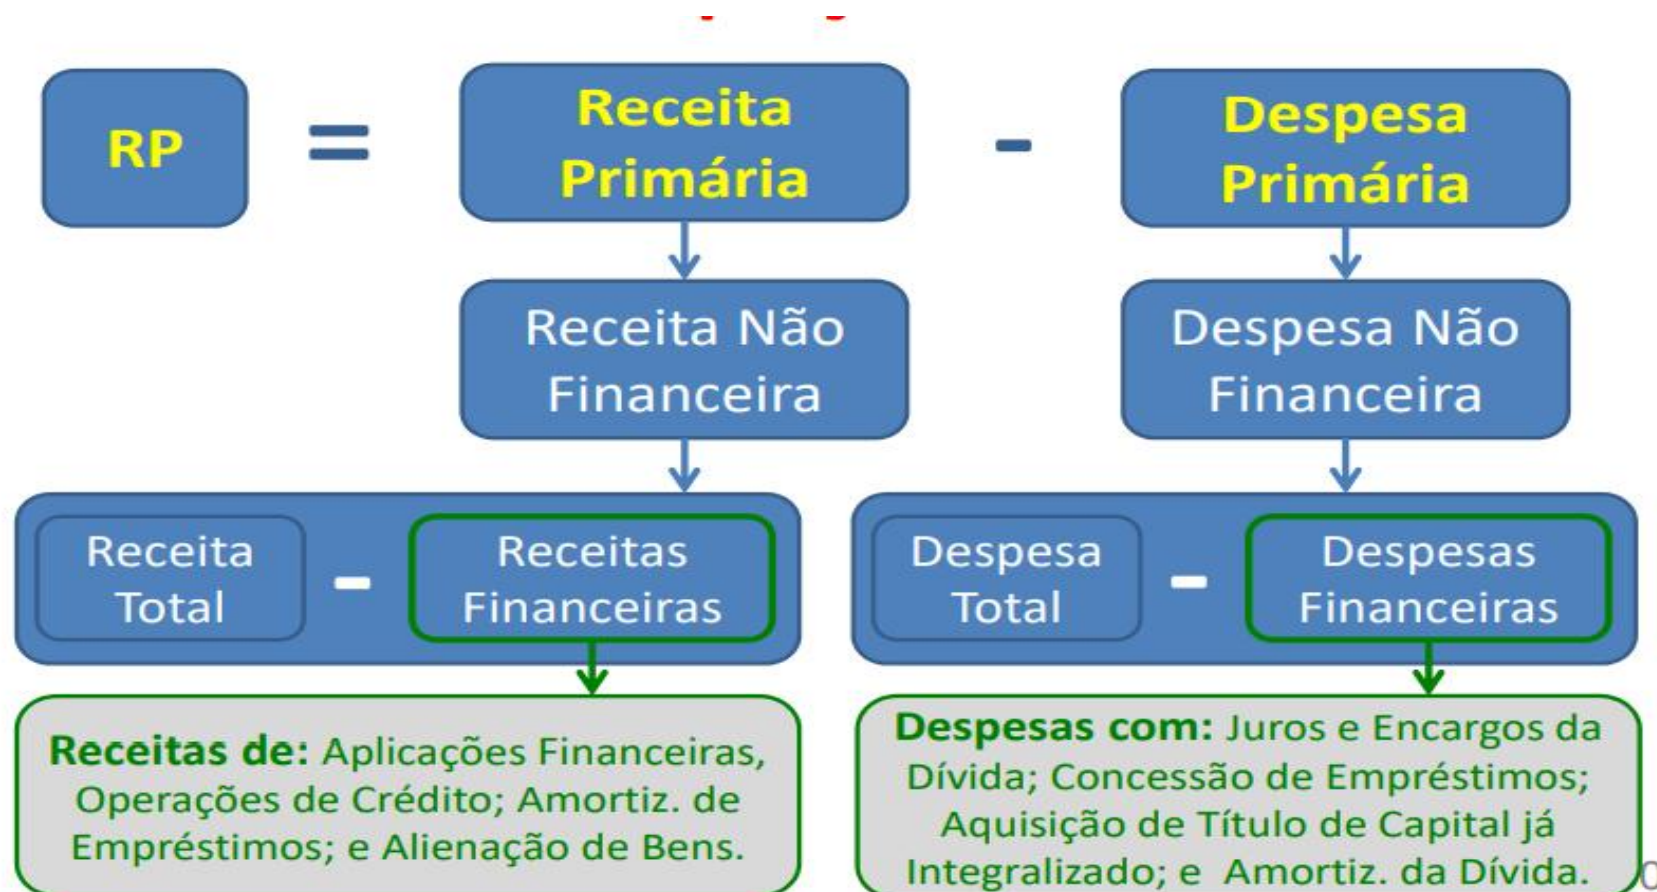 RP
=
Receita
Primária
-
Despesa
Primária
Receita Não
Financeira
Despesa Não
Financeira
Receita
Total
-
Receitas
Financeiras
Despesa
Total
-
Despesas
Financeiras
Receitas de: Aplicações Financeiras,
Operações de Crédito; Amortiz. de
Empréstimos; e Alienação de Bens.
Despesas com: Juros e Encargos da
Dívida; Concessão de Empréstimos;
Aquisição de Título de Capital já
Integralizado; e Amortiz. da Dívida.